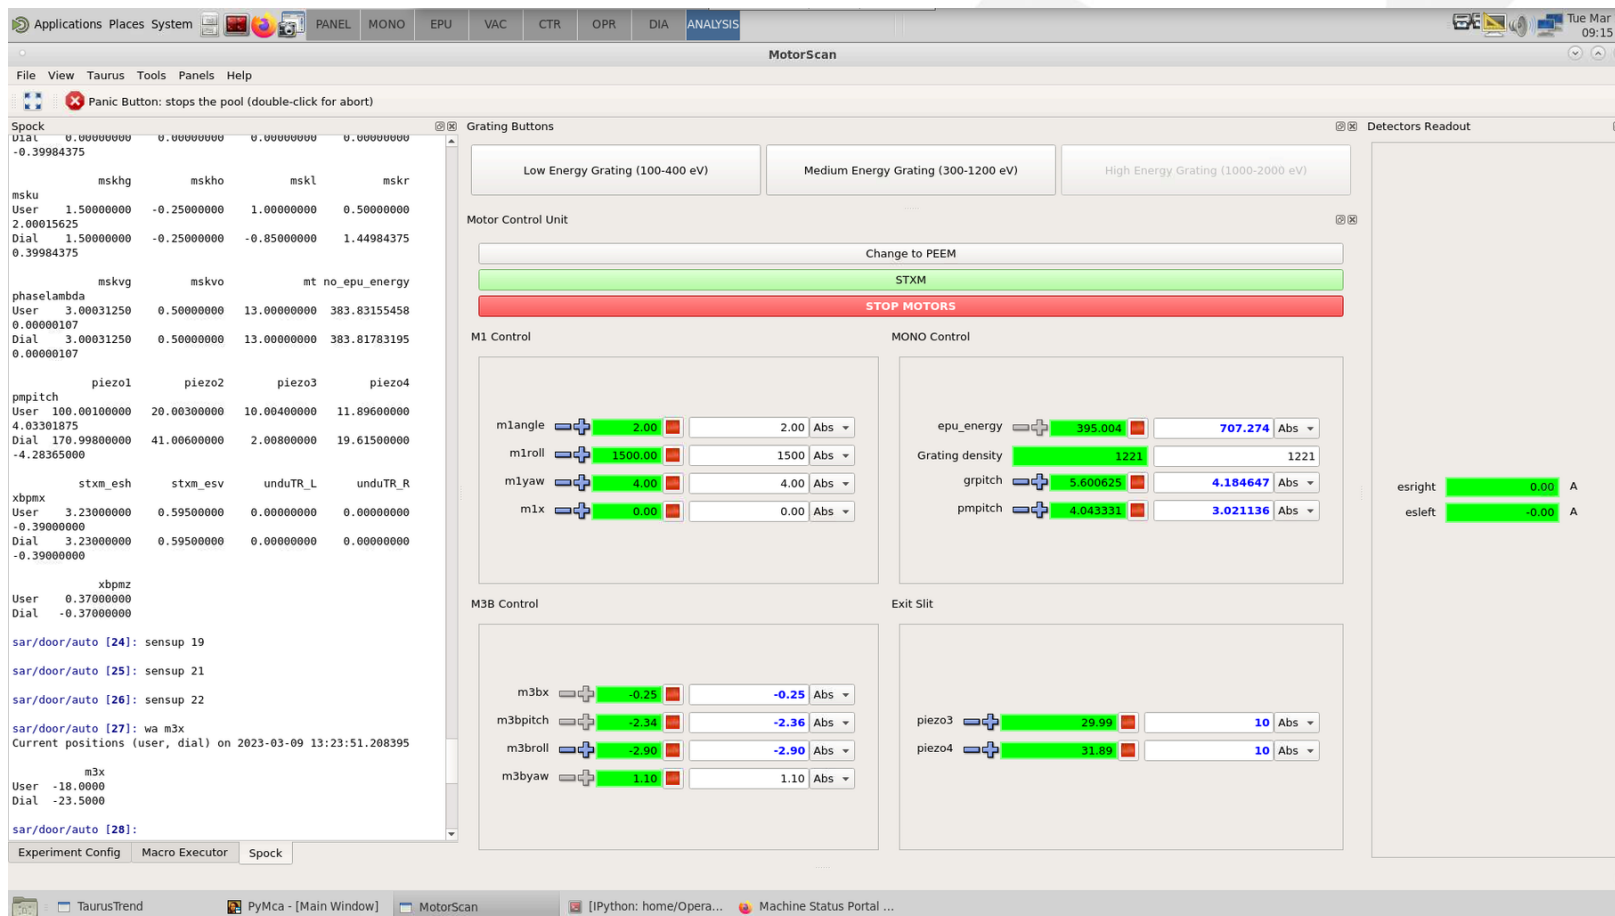 Applications Places System PANEL MONO EPU VAC CTR OPR DIA ANALYSIS Tue Mar
09:15
MotorScan
File View Taurus Tools Panels Help
Panic Button: stops the pool (double-click for abort)
Spock
Dial 0.00000000 0.00000000 0.00000000 0.00000000
-0.39984375
mskhg mskho mskl mskr
msku
User 1.50000000 -0.25000000 1.00000000 0.50000000
2.00015625
Dial 1.50000000 -0.25000000 -0.85000000 1.44984375
0.39984375
mskvg mskvo mt no_epu_energy
phaselambda
User 3.00031250 0.50000000 13.00000000 383.83155458
0.00000107
Dial 3.00031250 0.50000000 13.00000000 383.81783195
0.00000107
piezo1 piezo2 piezo3 piezo4
pmpitch
User 100.00100000 20.00300000 10.00400000 11.89600000
4.03301875
Dial 170.99800000 41.00600000 2.00800000 19.61500000
-4.28365000
stxm_esh stxm_esv unduTR_L unduTR_R
xbpmx
User 3.23000000 0.59500000 0.00000000 0.00000000
-0.39000000
Dial 3.23000000 0.59500000 0.00000000 0.00000000
-0.39000000
xbpmz
User 0.37000000
Dial -0.37000000
sar/door/auto [24]: sensup 19
sar/door/auto [25]: sensup 21
sar/door/auto [26]: sensup 22
sar/door/auto [27]: wa m3x
Current positions (user, dial) on 2023-03-09 13:23:51.208395
m3x
User -18.0000
Dial -23.5000
sar/door/auto [28]:
Experiment Config Macro Executor Spock
Grating Buttons
Low Energy Grating (100-400 eV) Medium Energy Grating (300-1200 eV) High Energy Grating (1000-2000 eV)
Motor Control Unit
Change to PEEM
STXM
STOP MOTORS
M1 Control
m1angle 2.00 2.00 Abs
m1roll 1500.00 1500 Abs
m1yaw 4.00 4.00 Abs
m1x 0.00 0.00 Abs
MONO Control
epu_energy 395.004 707.274 Abs
Grating density 1221 1221
grpitch 5.600625 4.184647 Abs
pmpitch 4.043331 3.021136 Abs
M3B Control
m3bx -0.25 -0.25 Abs
m3bpitch -2.34 -2.36 Abs
m3broll -2.90 -2.90 Abs
m3byaw 1.10 1.10 Abs
Exit Slit
piezo3 29.99 10 Abs
piezo4 31.89 10 Abs
Detectors Readout
esright 0.00 A
esleft -0.00 A
TaurusTrend PyMca - [Main Window] MotorScan [IPython: home/Opera... Machine Status Portal ...